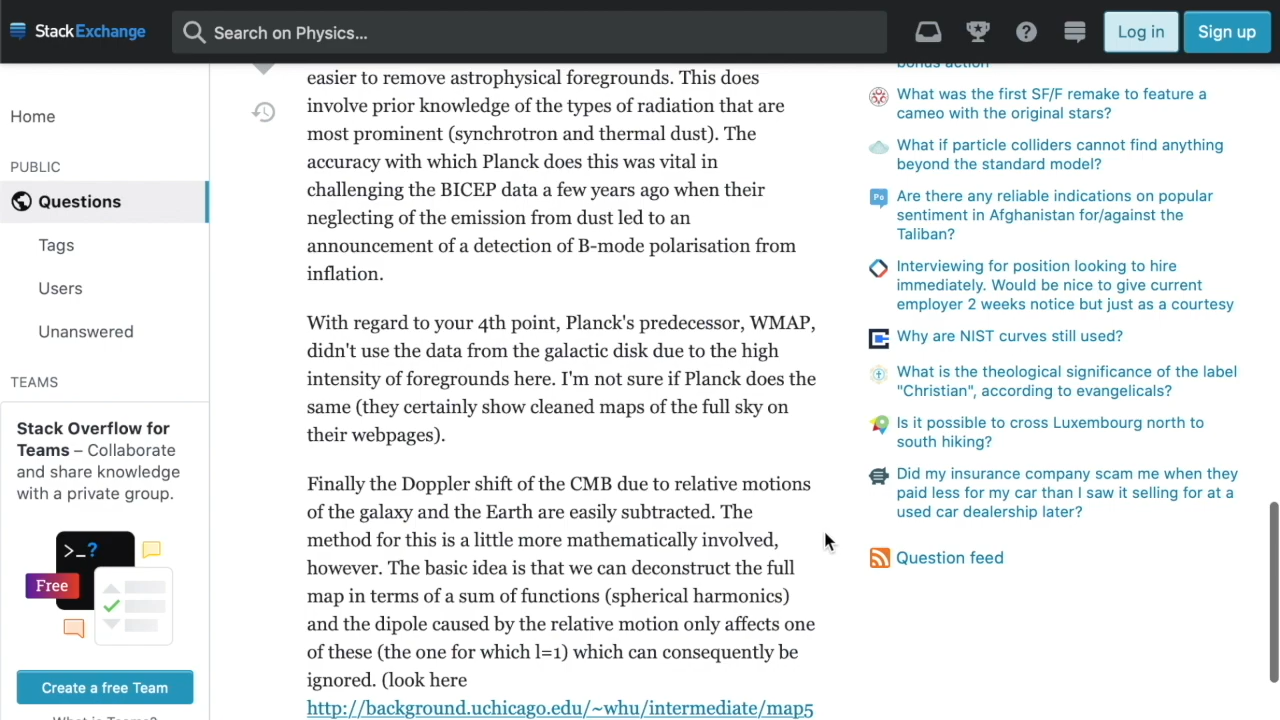 StackExchange
Search on Physics...
Log in
Sign up
Home
PUBLIC
Questions
Tags
Users
Unanswered
TEAMS
Stack Overflow for
Teams – Collaborate
and share knowledge
with a private group.
>_?
Free
Create a free Team
What is Teams?
easier to remove astrophysical foregrounds. This does
involve prior knowledge of the types of radiation that are
most prominent (synchrotron and thermal dust). The
accuracy with which Planck does this was vital in
challenging the BICEP data a few years ago when their
neglecting of the emission from dust led to an
announcement of a detection of B-mode polarisation from
inflation.
With regard to your 4th point, Planck's predecessor, WMAP,
didn't use the data from the galactic disk due to the high
intensity of foregrounds here. I'm not sure if Planck does the
same (they certainly show cleaned maps of the full sky on
their webpages).
Finally the Doppler shift of the CMB due to relative motions
of the galaxy and the Earth are easily subtracted. The
method for this is a little more mathematically involved,
however. The basic idea is that we can deconstruct the full
map in terms of a sum of functions (spherical harmonics)
and the dipole caused by the relative motion only affects one
of these (the one for which l=1) which can consequently be
ignored. (look here
http://background.uchicago.edu/~whu/intermediate/map5
bonus action
What was the first SF/F remake to feature a
cameo with the original stars?
What if particle colliders cannot find anything
beyond the standard model?
Po
Are there any reliable indications on popular
sentiment in Afghanistan for/against the
Taliban?
Interviewing for position looking to hire
immediately. Would be nice to give current
employer 2 weeks notice but just as a courtesy
Why are NIST curves still used?
What is the theological significance of the label
"Christian", according to evangelicals?
Is it possible to cross Luxembourg north to
south hiking?
Did my insurance company scam me when they
paid less for my car than I saw it selling for at a
used car dealership later?
Question feed